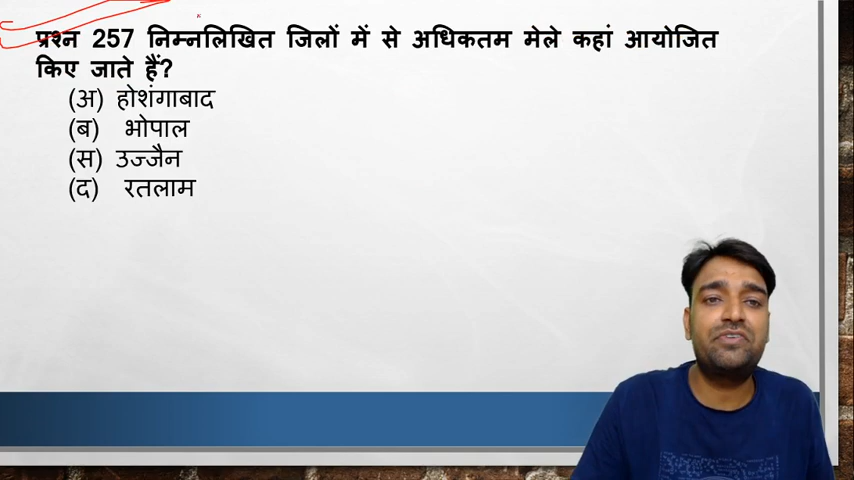 प्रश्न 257 निम्नलिखित जिलों में से अधिकतम मेले कहां आयोजित
किए जाते हैं?
(अ) होशंगाबाद
(ब) भोपाल
(स) उज्जैन
(द) रतलाम